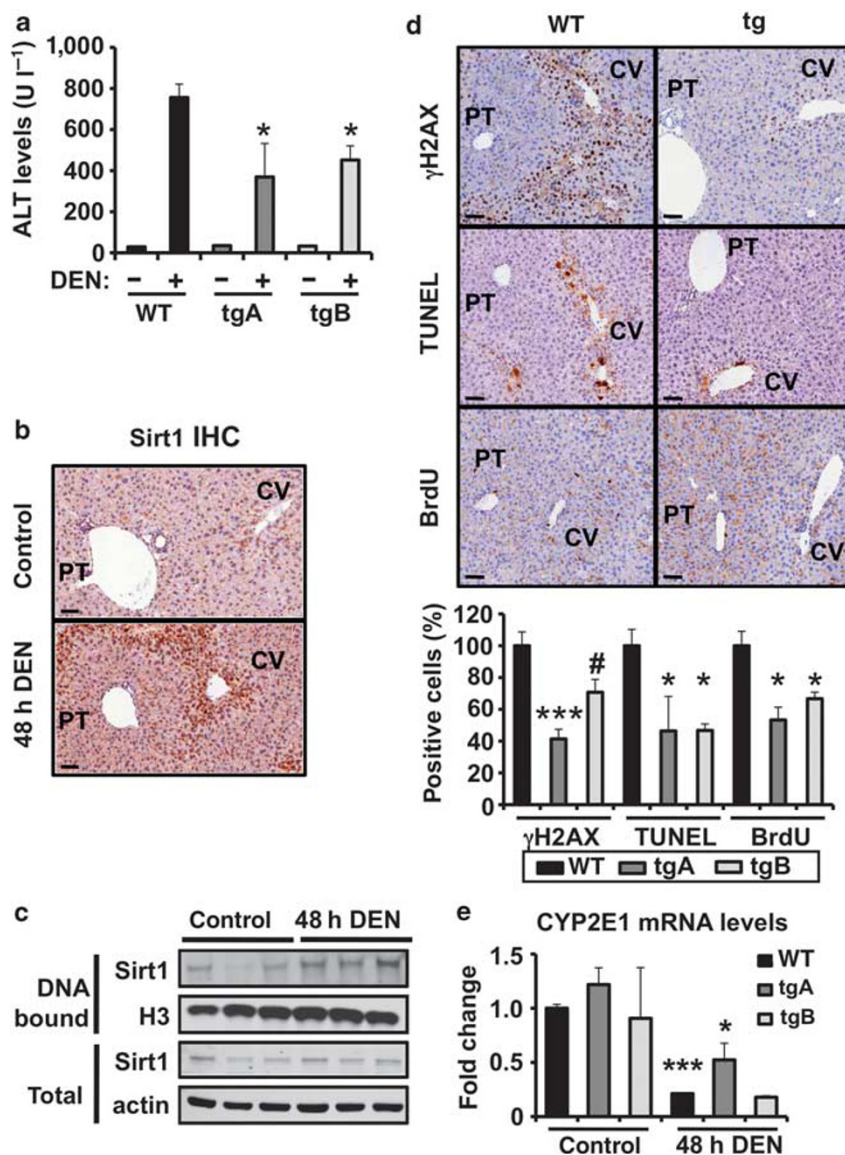 a
1,000
800
600
400
200
0
ALT levels (U l⁻¹)
*
*
DEN: − + − + − +
WT tgA tgB
b
Sirt1 IHC
Control
PT
CV
48 h DEN
PT
CV
c
Control 48 h DEN
DNA bound
Sirt1
H3
Total
Sirt1
actin
d
WT tg
γH2AX
PT
CV
PT
CV
TUNEL
PT
CV
PT
CV
BrdU
PT
CV
PT
CV
Positive cells (%)
120
100
80
60
40
20
0
*** # * * * *
γH2AX TUNEL BrdU
WT tgA tgB
e
CYP2E1 mRNA levels
Fold change
1.5
1.0
0.5
0
WT
tgA
tgB
*** *
Control 48 h DEN